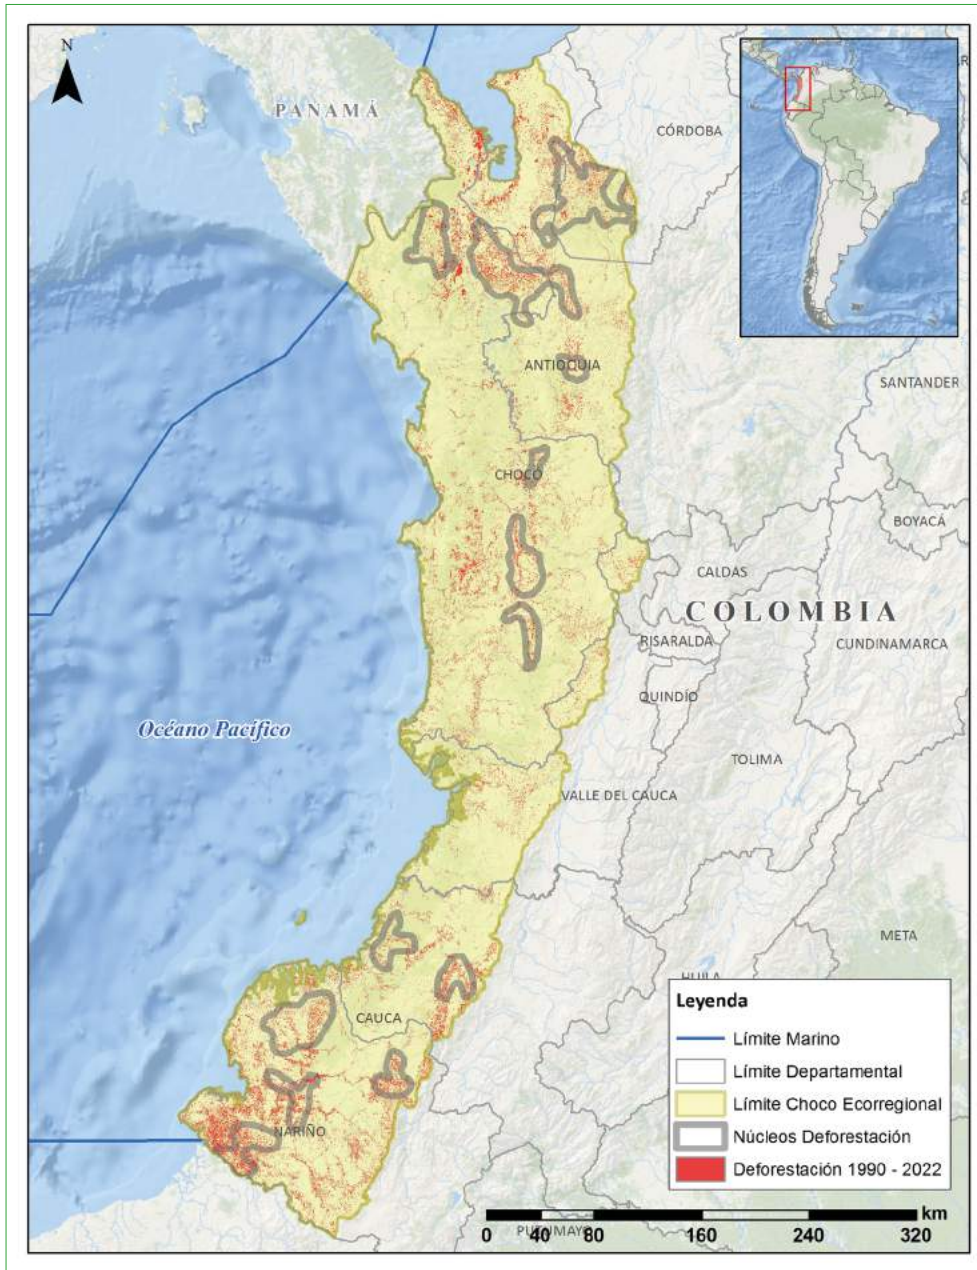 N
PANAMÁ
CÓRDOBA
ANTIOQUIA
SANTANDER
CHOCÓ
BOYACÁ
CALDAS
COLOMBIA
RISARALDA
CUNDINAMARCA
QUINDÍO
Océano Pacífico
TOLIMA
VALLE DEL CAUCA
META
HUILA
CAUCA
NARIÑO
PUTUMAYO
Leyenda
Límite Marino
Límite Departamental
Límite Choco Ecorregional
Núcleos Deforestación
Deforestación 1990 - 2022
km
0 40 80 160 240 320